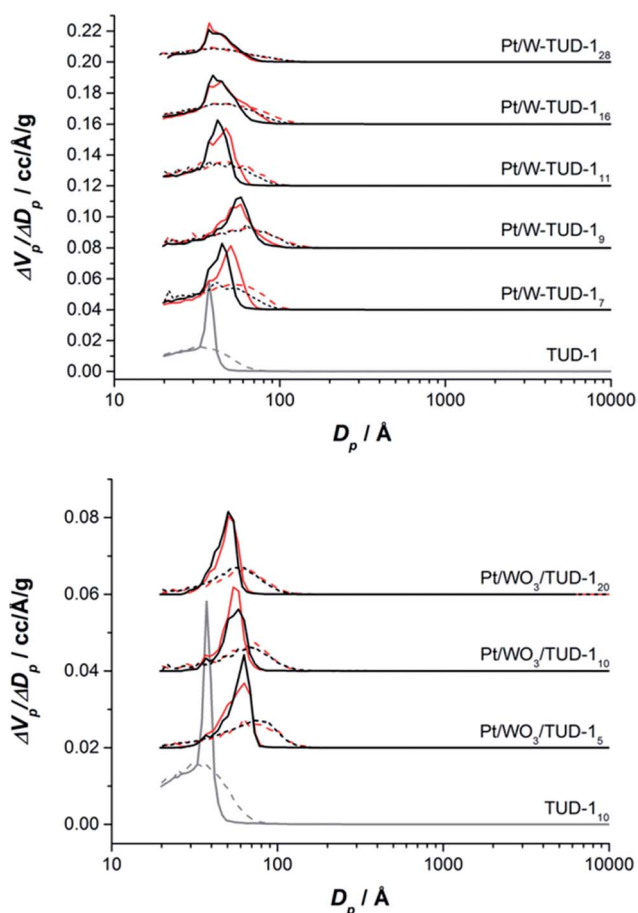 0.22
0.20
0.18
0.16
0.14
0.12
0.10
0.08
0.06
0.04
0.02
0.00
ΔVₚ/ΔDₚ / cc/Å/g
Pt/W-TUD-1₂₈
Pt/W-TUD-1₁₆
Pt/W-TUD-1₁₁
Pt/W-TUD-1₉
Pt/W-TUD-1₇
TUD-1
10 100 1000 10000
Dₚ / Å
0.08
0.06
0.04
0.02
0.00
ΔVₚ/ΔDₚ / cc/Å/g
Pt/WO₃/TUD-1₂₀
Pt/WO₃/TUD-1₁₀
Pt/WO₃/TUD-1₅
TUD-1₁₀
10 100 1000 10000
Dₚ / Å